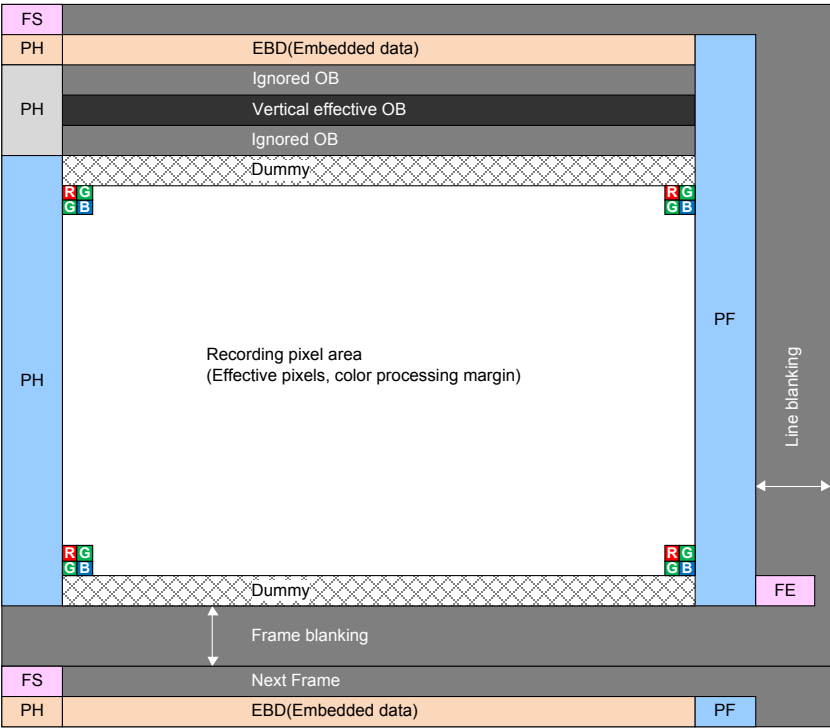 FS
PH EBD(Embedded data)
Ignored OB
PH Vertical effective OB
Ignored OB
Dummy
R G R G
G B G B
PF
Recording pixel area
(Effective pixels, color processing margin)
PH
Line blanking
R G R G
G B G B
Dummy FE
Frame blanking
FS Next Frame
PH EBD(Embedded data) PF